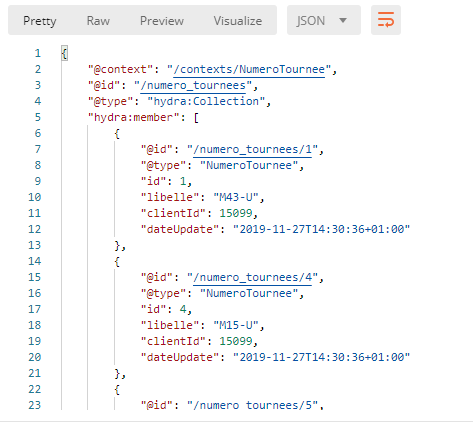 Pretty Raw Preview Visualize JSON
1 {
2 "@context": "/contexts/NumeroTournee",
3 "@id": "/numero_tournees",
4 "@type": "hydra:Collection",
5 "hydra:member": [
6 {
7 "@id": "/numero_tournees/1",
8 "@type": "NumeroTournee",
9 "id": 1,
10 "libelle": "M43-U",
11 "clientId": 15099,
12 "dateUpdate": "2019-11-27T14:30:36+01:00"
13 },
14 {
15 "@id": "/numero_tournees/4",
16 "@type": "NumeroTournee",
17 "id": 4,
18 "libelle": "M15-U",
19 "clientId": 15099,
20 "dateUpdate": "2019-11-27T14:30:36+01:00"
21 },
22 {
23 "@id": "/numero_tournees/5",